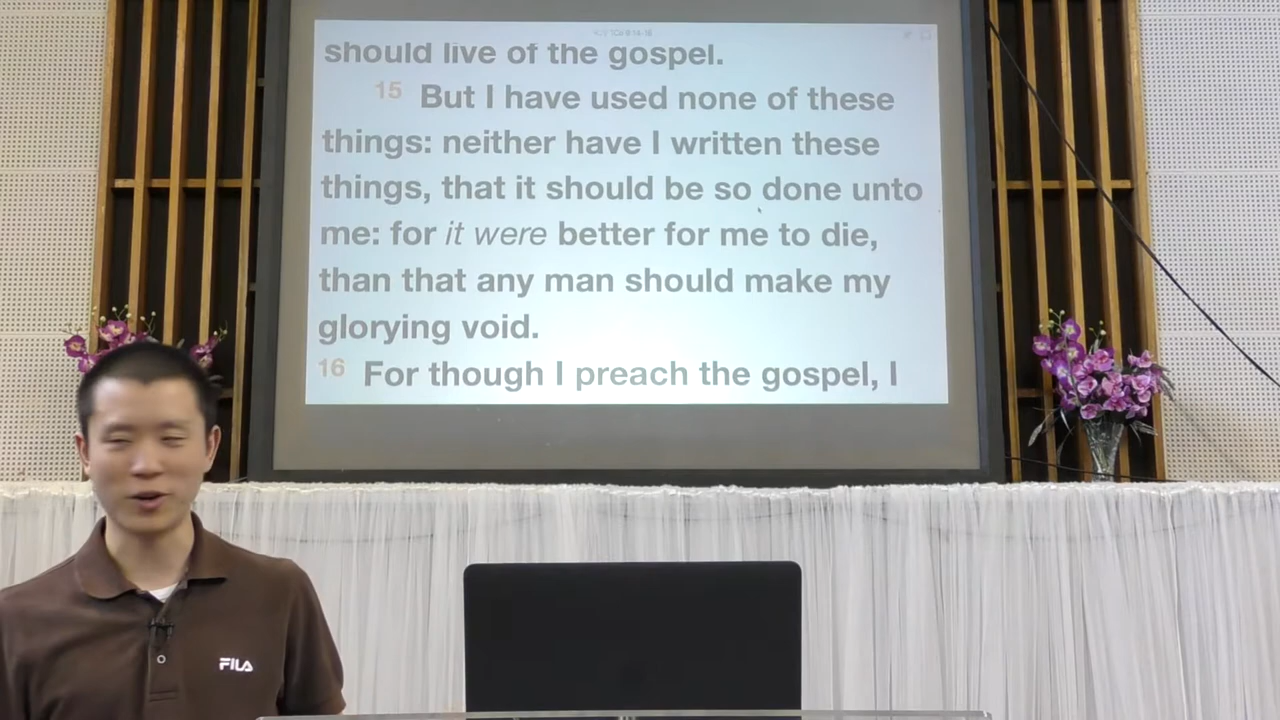 should live of the gospel.
15 But I have used none of these
things: neither have I written these
things, that it should be so done unto
me: for it were better for me to die,
than that any man should make my
glorying void.
16 For though I preach the gospel, I
FILA